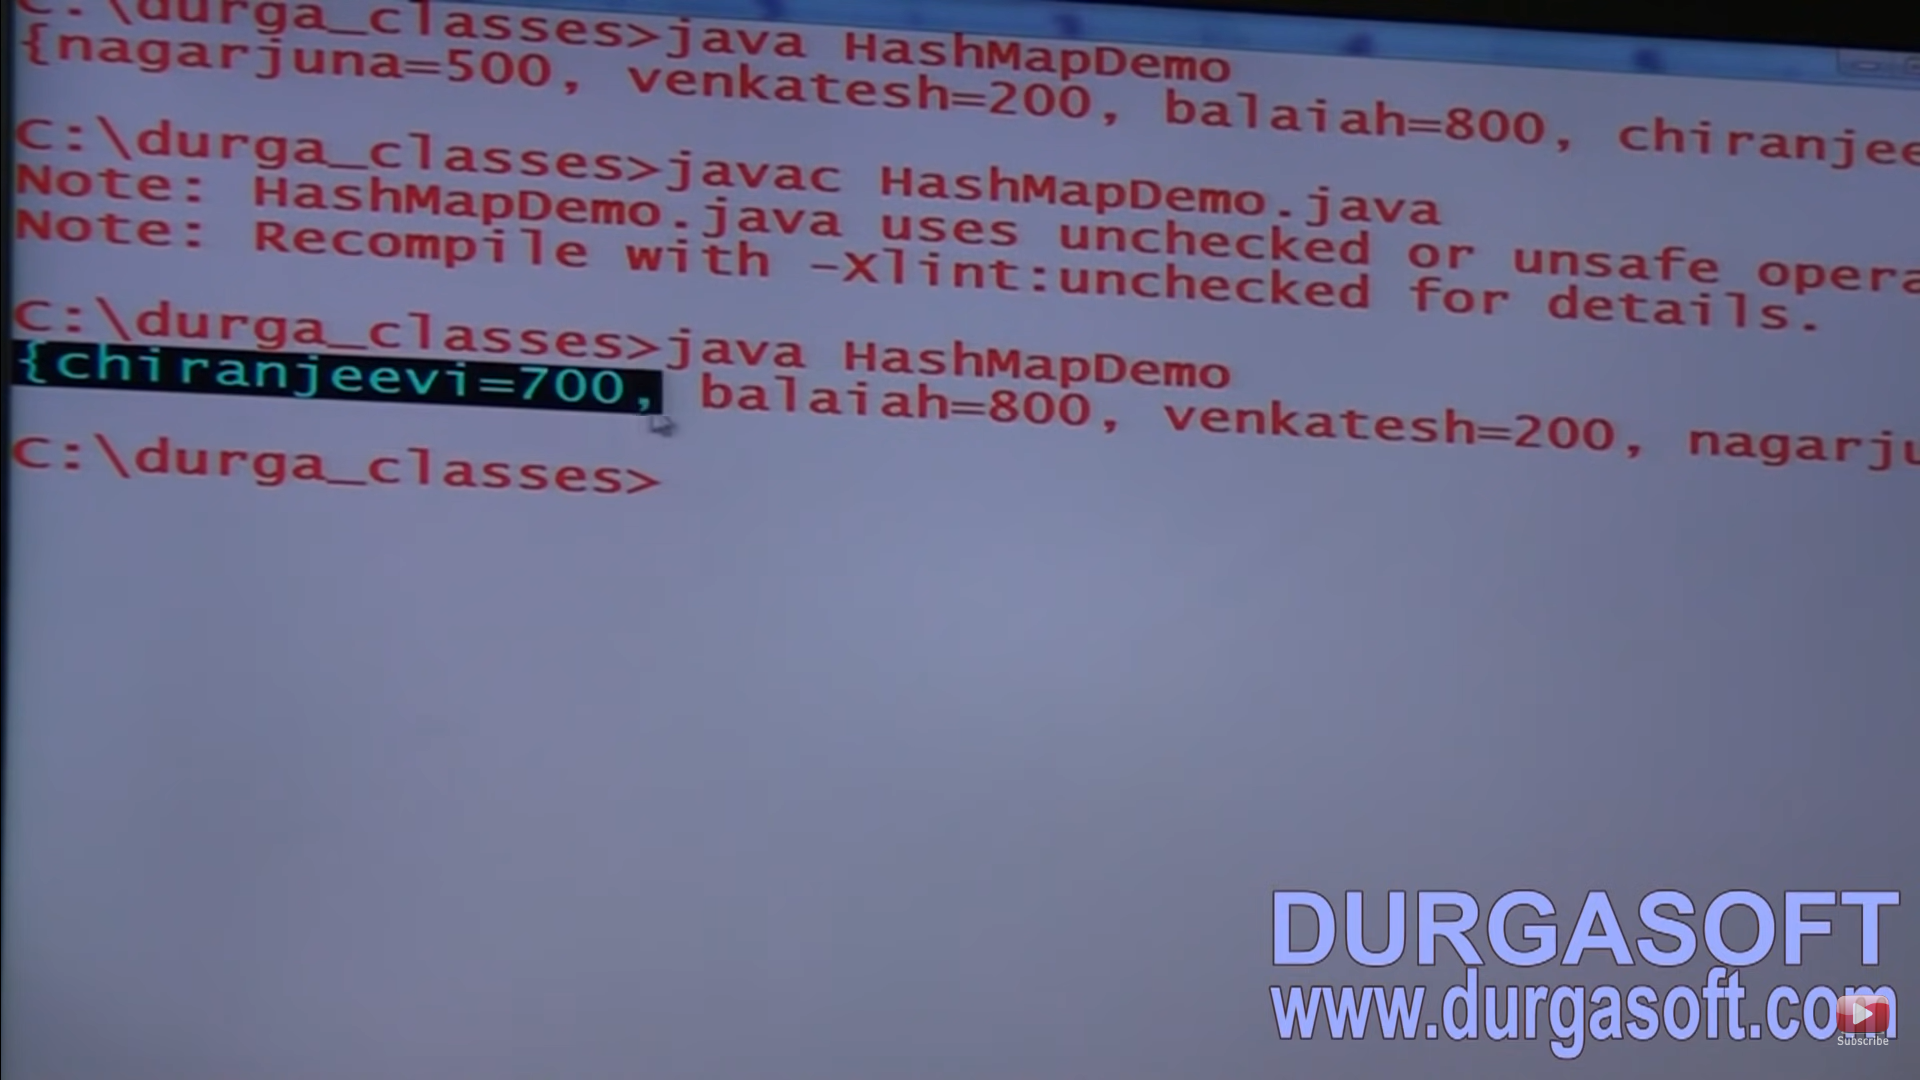 C:\durga_classes>java HashMapDemo
{nagarjuna=500, venkatesh=200, balaiah=800, chiranjee
C:\durga_classes>javac HashMapDemo.java
Note: HashMapDemo.java uses unchecked or unsafe opera
Note: Recompile with -Xlint:unchecked for details.
C:\durga_classes>java HashMapDemo
{chiranjeevi=700, balaiah=800, venkatesh=200, nagarju
C:\durga_classes>
DURGASOFT
www.durgasoft.com
Subscribe